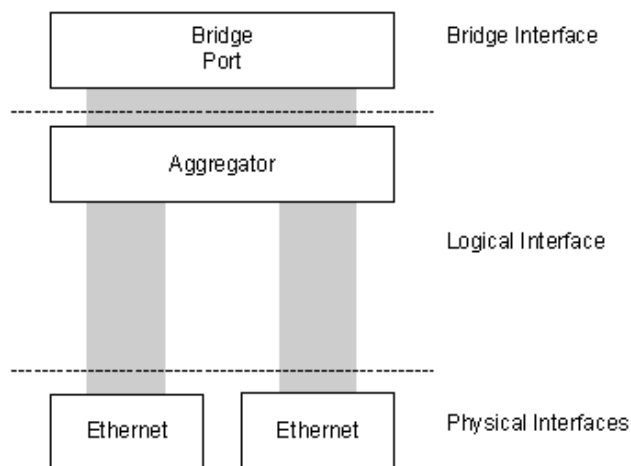 Bridge
Port
Bridge Interface
Aggregator
Logical Interface
Ethernet
Ethernet
Physical Interfaces